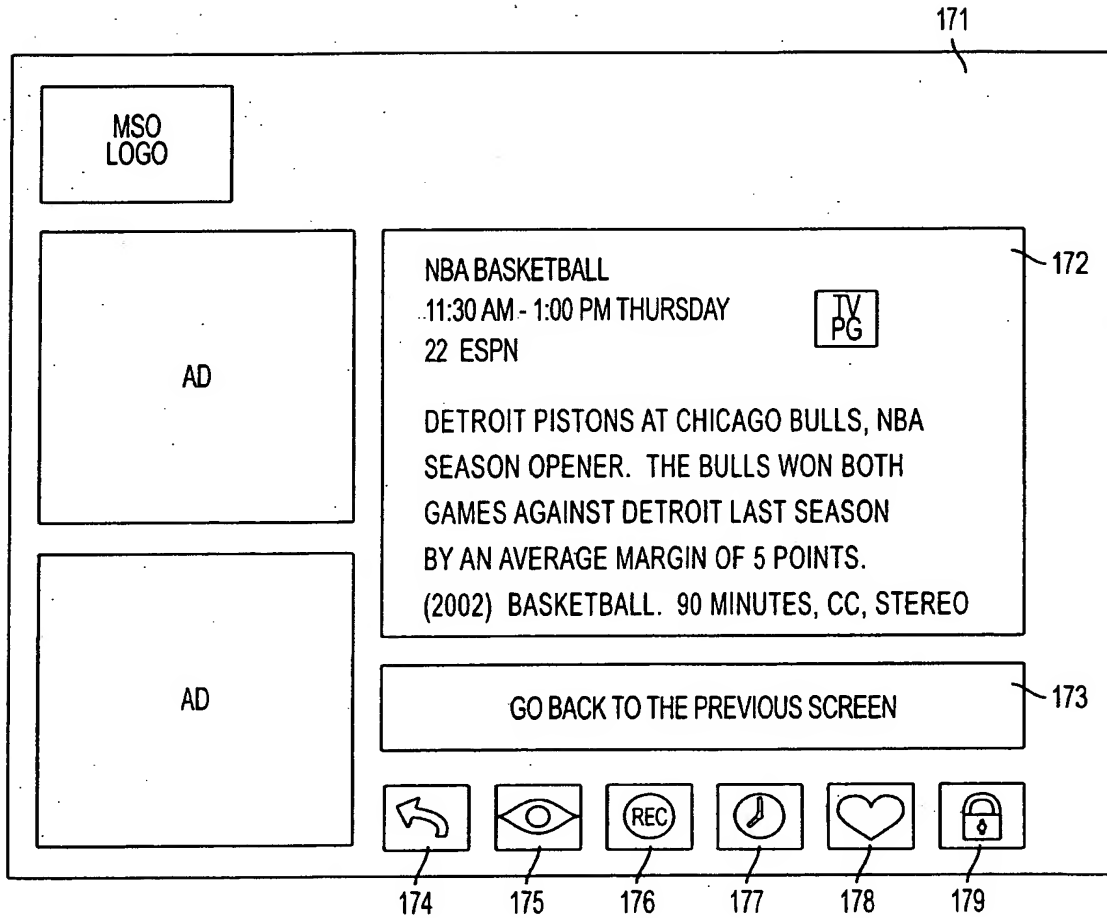 171
MSO
LOGO
AD
AD
NBA BASKETBALL
11:30 AM - 1:00 PM THURSDAY
22 ESPN
TV
PG
DETROIT PISTONS AT CHICAGO BULLS, NBA
SEASON OPENER. THE BULLS WON BOTH
GAMES AGAINST DETROIT LAST SEASON
BY AN AVERAGE MARGIN OF 5 POINTS.
(2002) BASKETBALL. 90 MINUTES, CC, STEREO
172
GO BACK TO THE PREVIOUS SCREEN
173
REC
174 175 176 177 178 179